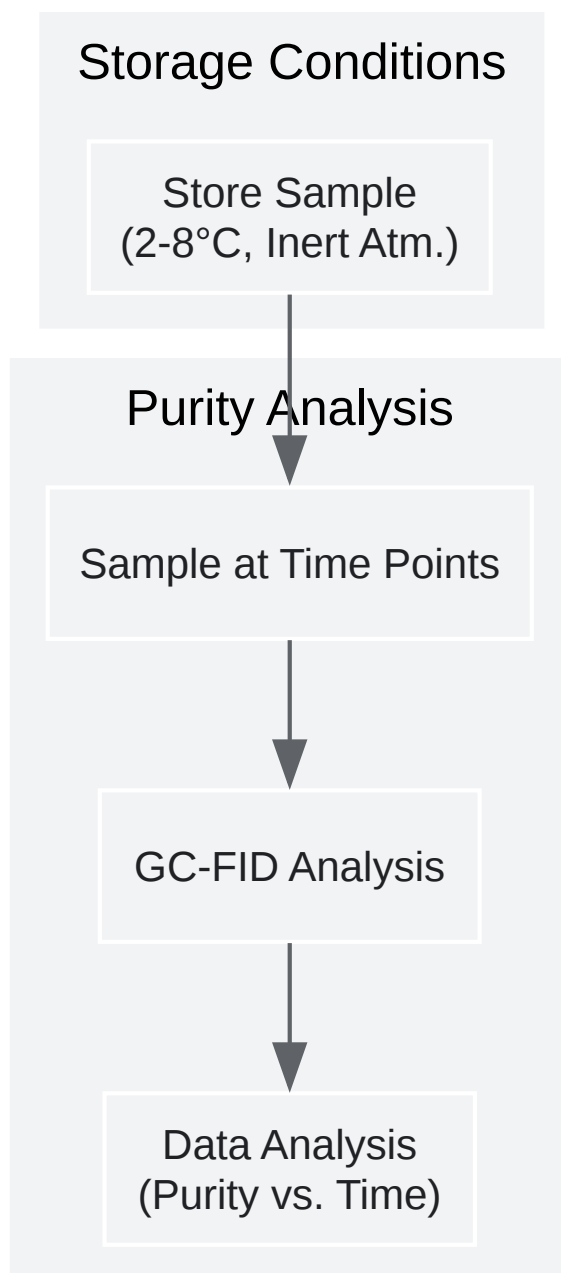 Storage Conditions
Store Sample
(2-8°C, Inert Atm.)
Purity Analysis
Sample at Time Points
GC-FID Analysis
Data Analysis
(Purity vs. Time)